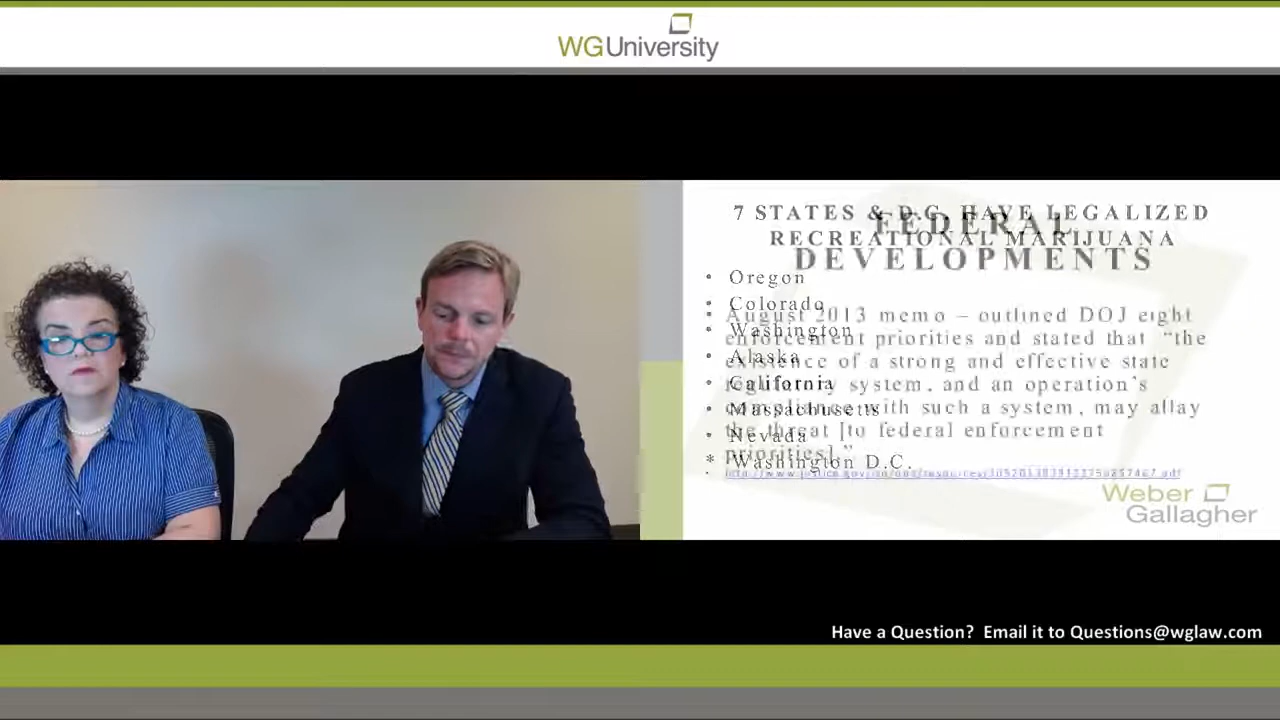 WGUniversity
7 STATES & D.C. HAVE LEGALIZED
RECREATIONAL MARIJUANA
• Oregon
• Colorado
• Washington
• Alaska
• California
• Massachusetts
• Nevada
* Washington D.C.
FEDERAL
DEVELOPMENTS
• August 2013 memo – outlined DOJ eight
enforcement priorities and stated that "the
existence of a strong and effective state
regulatory system, and an operation's
compliance with such a system, may allay
the threat [to federal enforcement
priorities]."
Weber
Gallagher
Have a Question? Email it to Questions@wglaw.com